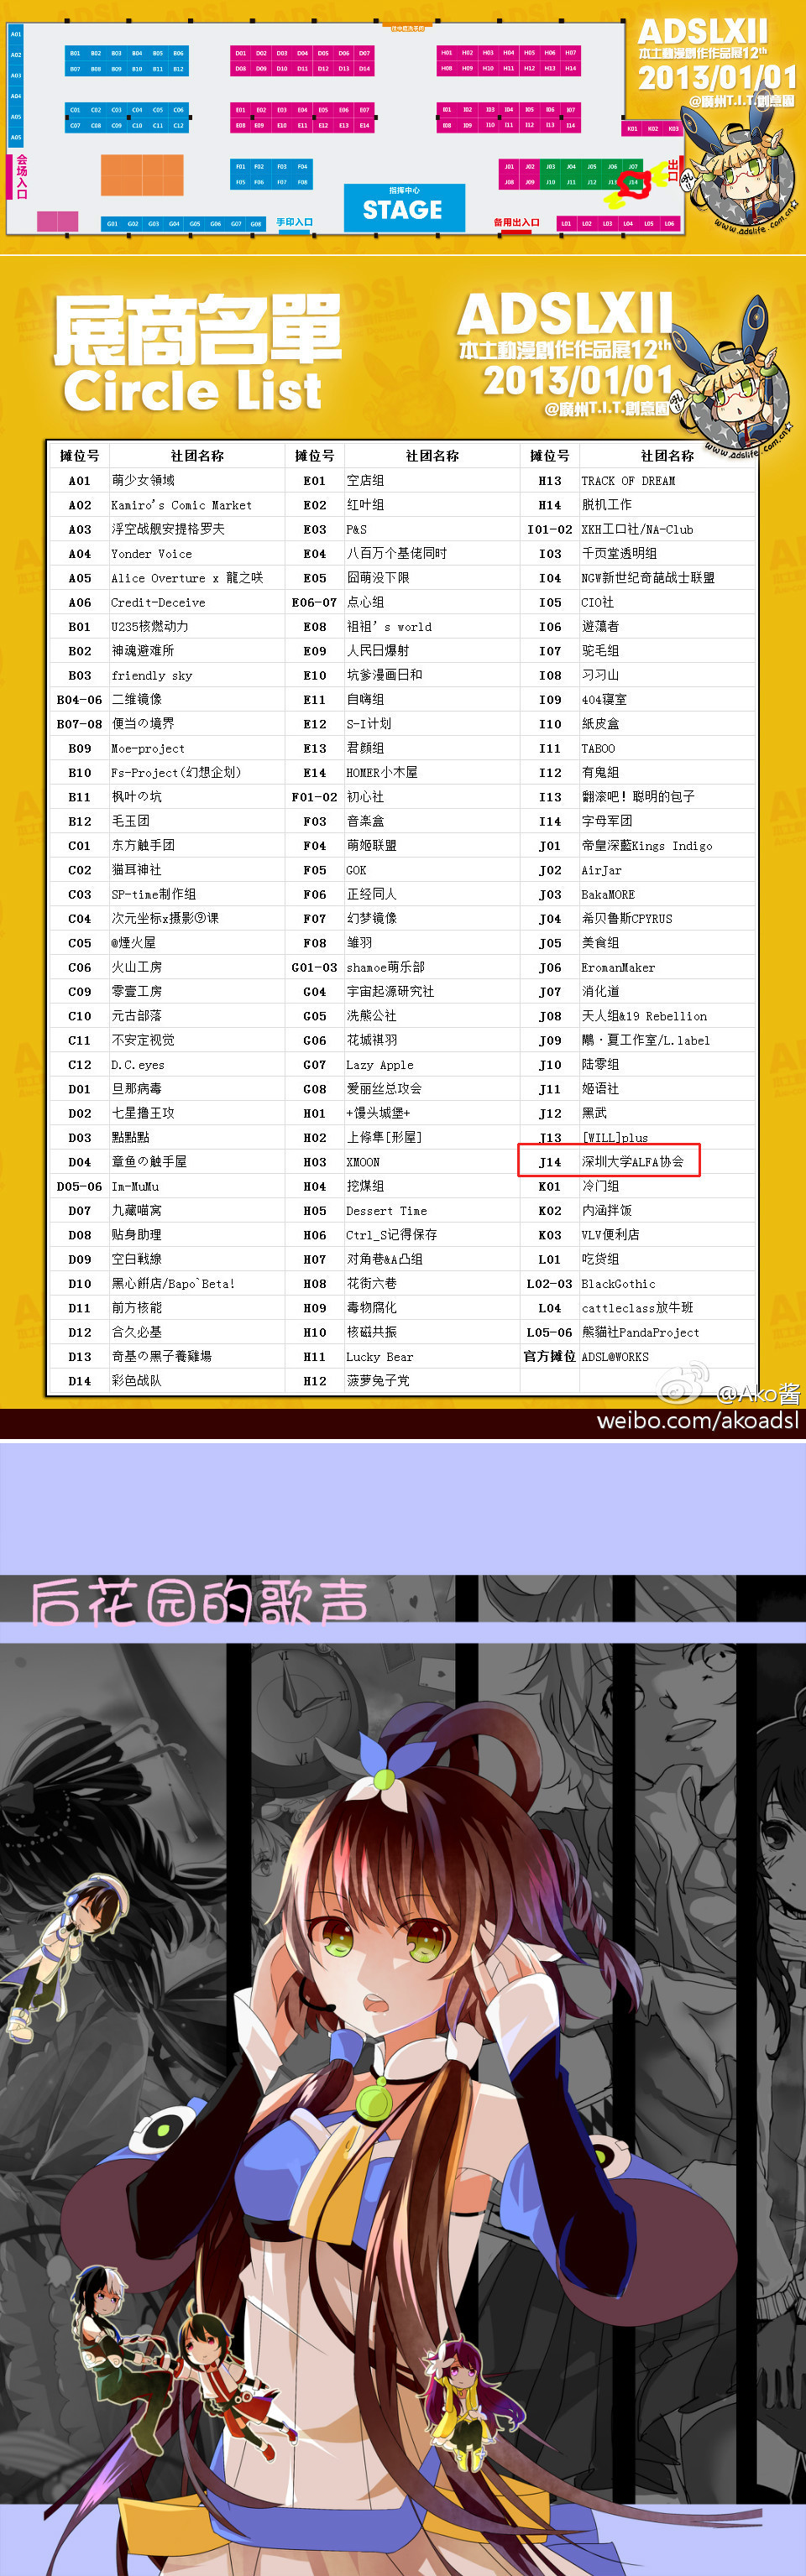 ADSLXII
本土動漫創作作品展12th
2013/01/01
@廣州T.I.T.創意園
A01
A02
A03
A04
A05
A05
B01 B02 B03 B04 B05 B06
B07 B08 B09 B10 B11 B12
D01 D02 D03 D04 D05 D06 D07
D08 D09 D10 D11 D12 D13 D14
H01 H02 H03 H04 H05 H06 H07
H08 H09 H10 H11 H12 H13 H14
C01 C02 C03 C04 C05 C06
C07 C08 C09 C10 C11 C12
E01 E02 E03 E04 E05 E06 E07
E08 E09 E10 E11 E12 E13 E14
I01 I02 I03 I04 I05 I06 I07
I08 I09 I10 I11 I12 I13 I14
K01 K02 K03
会场入口
F01 F02 F03 F04
F05 F06 F07 F08
J01 J02 J03 J04 J05 J06 J07
J08 J09 J10 J11 J12 J13 J14
出口
指挥中心
STAGE
G01 G02 G03 G04 G05 G06 G07 G08
手印入口
备用出入口
L01 L02 L03 L04 L05 L06
www.adslife.com.cn
展商名單
Circle List
ADSLXII
本土動漫創作作品展12th
2013/01/01
@廣州T.I.T.創意園
www.adslife.com.cn
摊位号 社团名称 摊位号 社团名称 摊位号 社团名称
A01 萌少女領域 E01 空店组 H13 TRACK OF DREAM
A02 Kamiro's Comic Market E02 红叶组 H14 脱机工作
A03 浮空战舰安提格罗夫 E03 P&S I01-02 XKH工口社/NA-Club
A04 Yonder Voice E04 八百万个基佬同时 I03 千页堂透明组
A05 Alice Overture x 龍之咲 E05 囧萌没下限 I04 NGW新世纪奇葩战士联盟
A06 Credit-Deceive E06-07 点心组 I05 CIO社
B01 U235核燃动力 E08 祖祖’s world I06 遊蕩者
B02 神魂避难所 E09 人民日爆射 I07 驼毛组
B03 friendly sky E10 坑爹漫画日和 I08 习习山
B04-06 二维镜像 E11 自嗨组 I09 404寝室
B07-08 便当の境界 E12 S-I计划 I10 紙皮盒
B09 Moe-project E13 君顔组 I11 TABOO
B10 Fs-Project(幻想企划) E14 HOMER小木屋 I12 有鬼组
B11 枫叶の坑 F01-02 初心社 I13 翻滚吧！聪明的包子
B12 毛玉团 F03 音楽盒 I14 字母军团
C01 东方触手团 F04 萌姬联盟 J01 帝皇深藍Kings Indigo
C02 猫耳神社 F05 GOK J02 AirJar
C03 SP-time制作组 F06 正经同人 J03 BakaMORE
C04 次元坐标x摄影⑨课 F07 幻梦镜像 J04 希贝鲁斯CPYRUS
C05 @煙火屋 F08 雏羽 J05 美食组
C06 火山工房 G01-03 shamoe萌乐部 J06 EromanMaker
C09 零壹工房 G04 宇宙起源研究社 J07 消化道
C10 元古部落 G05 洗熊公社 J08 天人组&19 Rebellion
C11 不安定视觉 G06 花城祺羽 J09 鷳·夏工作室/L.label
C12 D.C.eyes G07 Lazy Apple J10 陆零组
D01 旦那病毒 G08 爱丽丝总攻会 J11 姬语社
D02 七星擼王攻 H01 +馒头城堡+ J12 黑武
D03 點點點 H02 上條隼[形屋] J13 [WILL]plus
D04 章鱼の触手屋 H03 XMOON J14 深圳大学ALFA协会
D05-06 Im-MuMu H04 挖煤组 K01 冷门组
D07 九藏喵窩 H05 Dessert Time K02 内涵拌饭
D08 贴身助理 H06 Ctrl_S记得保存 K03 VLV便利店
D09 空白戦線 H07 对角巷&A凸组 L01 吃货组
D10 黑心餅店/Bapo`Beta! H08 花街六巷 L02-03 BlackGothic
D11 前方核能 H09 毒物腐化 L04 cattleclass放牛班
D12 合久必基 H10 核磁共振 L05-06 熊貓社PandaProject
D13 奇基の黑子養雞場 H11 Lucky Bear 官方摊位 ADSL@WORKS
D14 彩色战队 H12 菠萝兔子党
@Ako酱
weibo.com/akoadsl
后花园的歌声